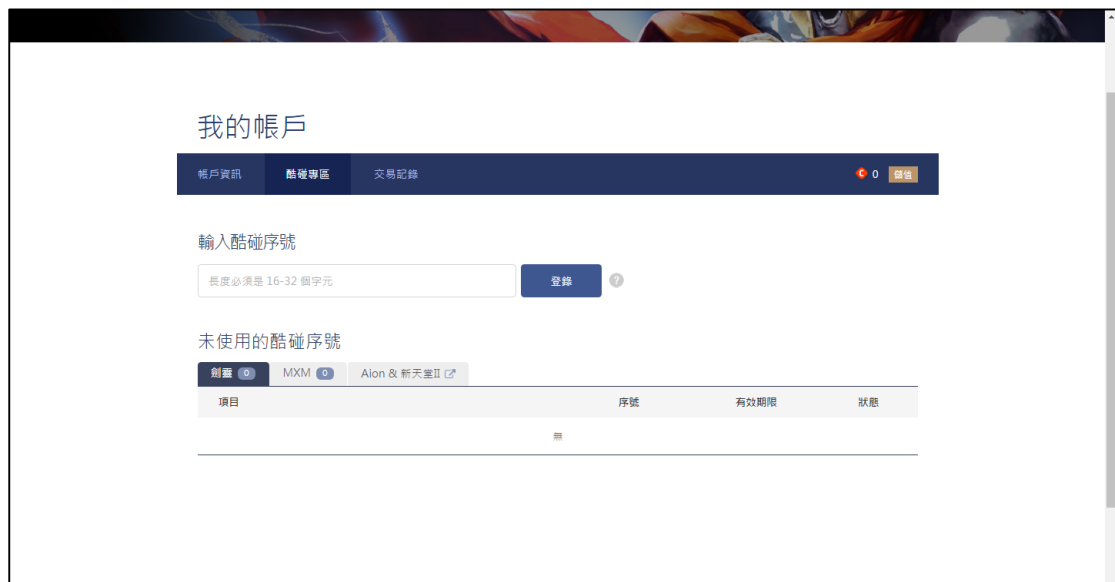 我的帳戶
帳戶資訊 酷碰專區 交易記錄 C 0 儲值
輸入酷碰序號
長度必須是 16-32 個字元 登錄 ?
未使用的酷碰序號
劍靈 0 MXM 0 Aion & 新天堂II
項目 序號 有效期限 狀態
無